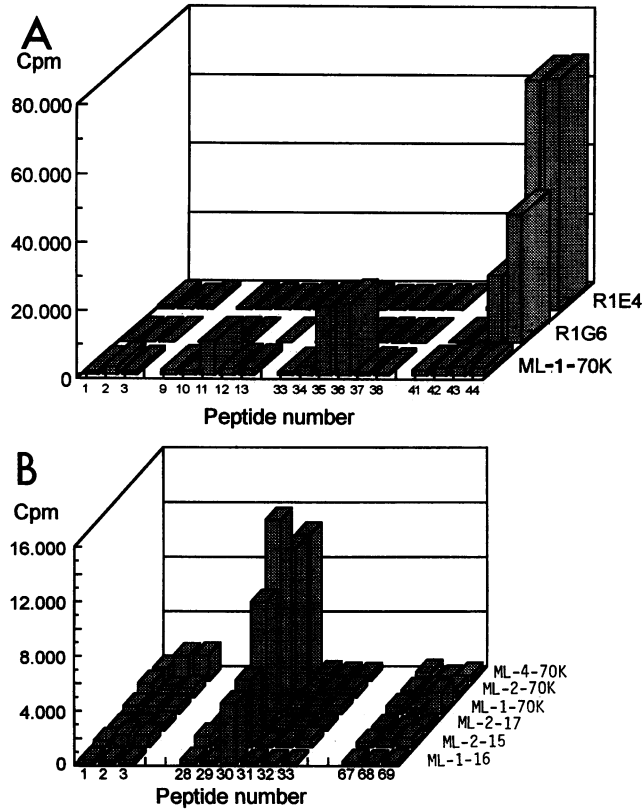 A
Cpm
80.000
60.000
40.000
20.000
0
1 2 3 9 10 11 12 13 33 34 35 36 37 38 41 42 43 44
R1E4
R1G6
ML-1-70K
Peptide number
B
Cpm
16.000
12.000
8.000
4.000
0
1 2 3 28 29 30 31 32 33 67 68 69
ML-4-70K
ML-2-70K
ML-1-70K
ML-2-17
ML-2-15
ML-1-16
Peptide number